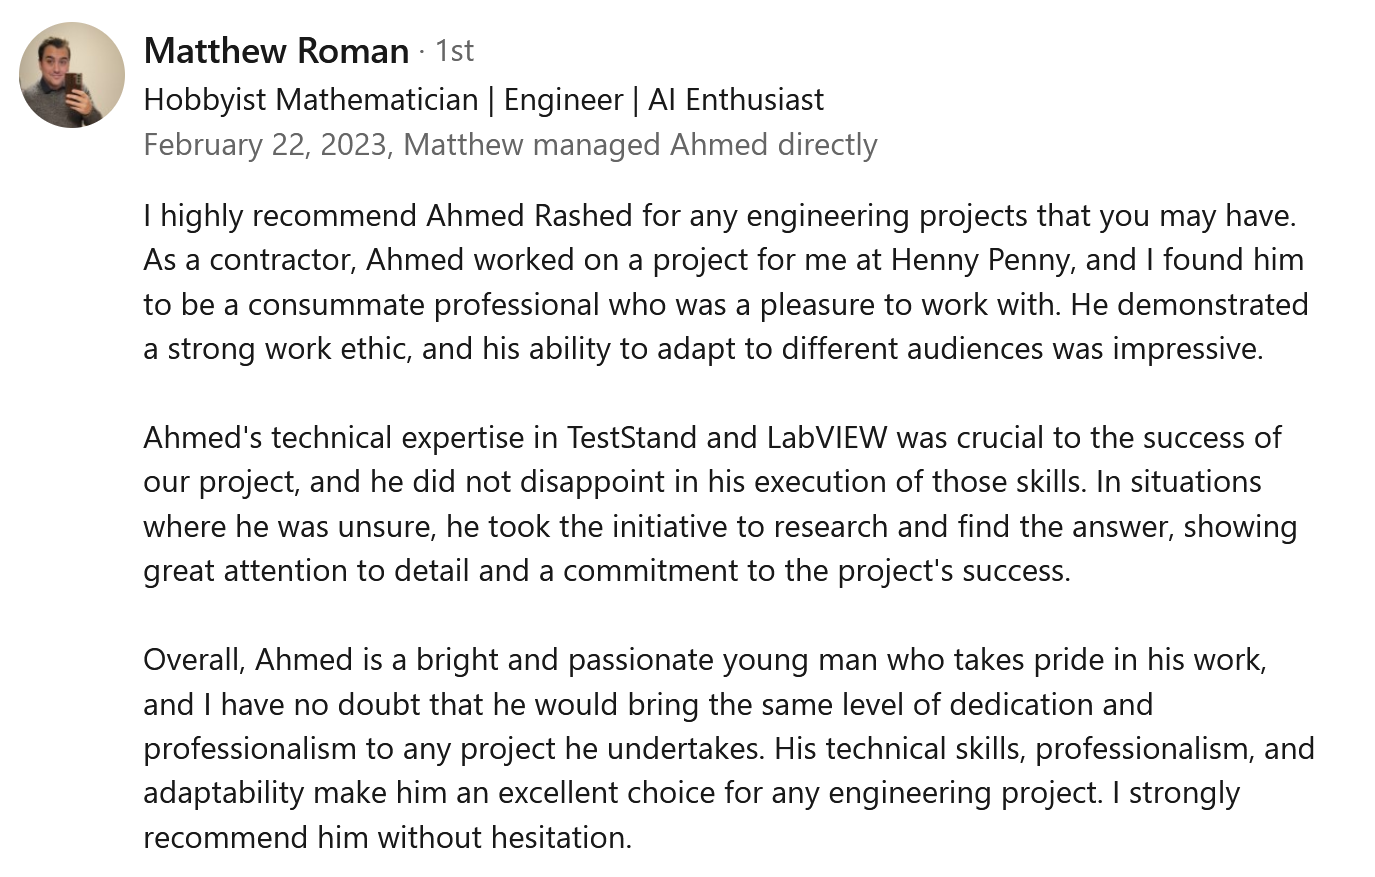 Matthew Roman · 1st
Hobbyist Mathematician | Engineer | AI Enthusiast
February 22, 2023, Matthew managed Ahmed directly
I highly recommend Ahmed Rashed for any engineering projects that you may have.
As a contractor, Ahmed worked on a project for me at Henny Penny, and I found him
to be a consummate professional who was a pleasure to work with. He demonstrated
a strong work ethic, and his ability to adapt to different audiences was impressive.
Ahmed's technical expertise in TestStand and LabVIEW was crucial to the success of
our project, and he did not disappoint in his execution of those skills. In situations
where he was unsure, he took the initiative to research and find the answer, showing
great attention to detail and a commitment to the project's success.
Overall, Ahmed is a bright and passionate young man who takes pride in his work,
and I have no doubt that he would bring the same level of dedication and
professionalism to any project he undertakes. His technical skills, professionalism, and
adaptability make him an excellent choice for any engineering project. I strongly
recommend him without hesitation.